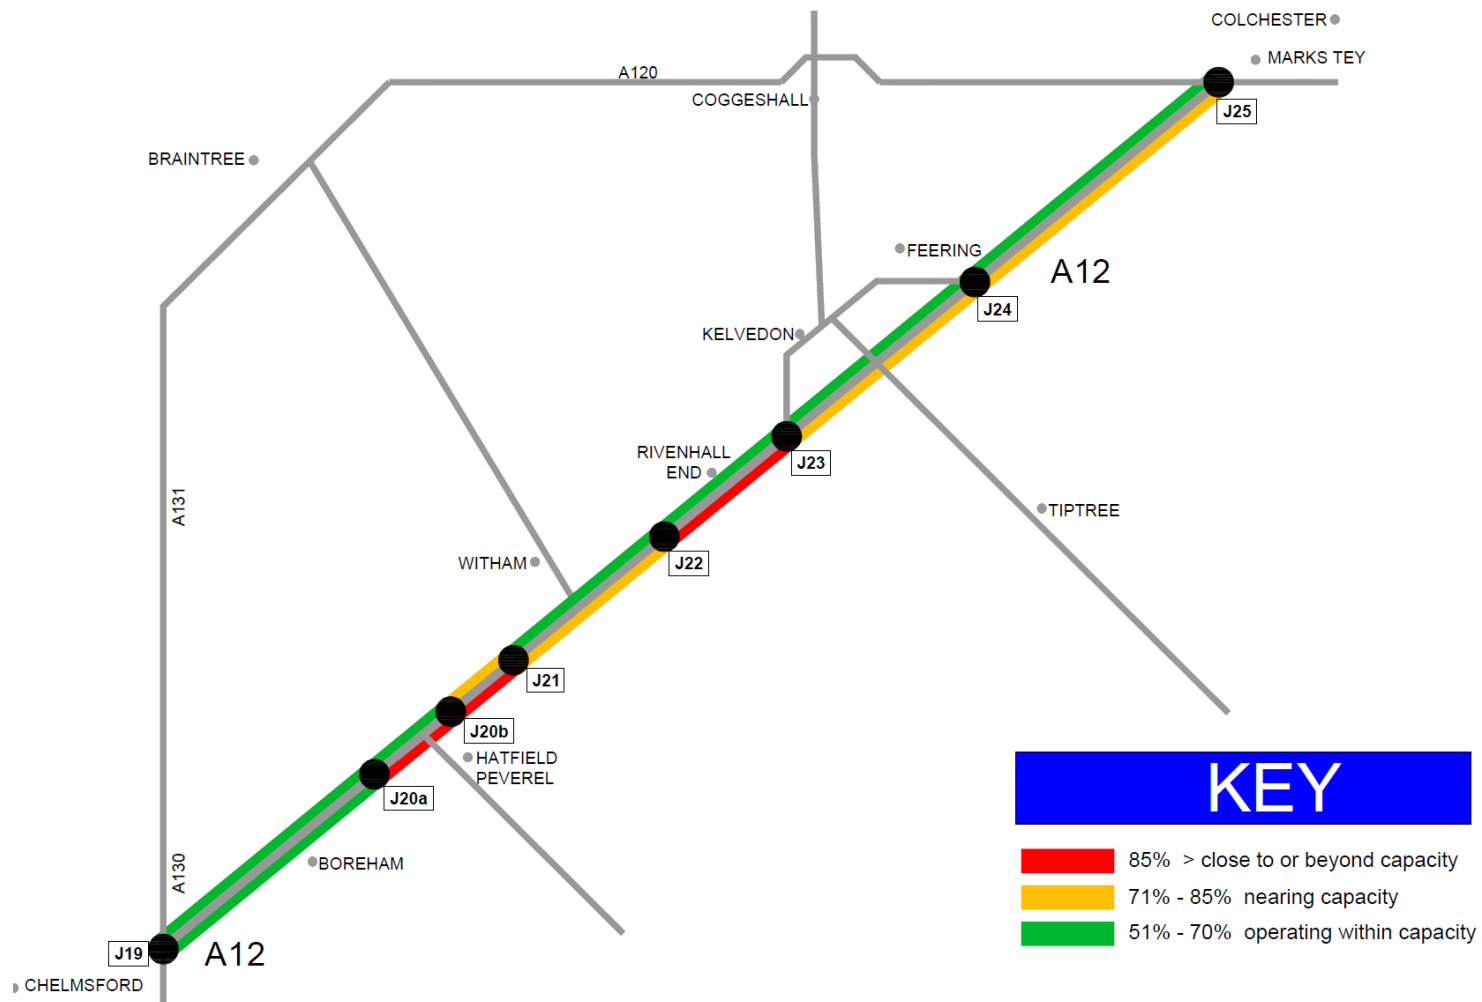 COLCHESTER
MARKS TEY
A120
COGGESHALL
J25
BRAINTREE
FEERING
A12
J24
KELVEDON
RIVENHALL
END
J23
A131
TIPTREE
WITHAM
J22
J21
J20b
HATFIELD
PEVEREL
J20a
BOREHAM
A130
J19
A12
CHELMSFORD
KEY
85% > close to or beyond capacity
71% - 85% nearing capacity
51% - 70% operating within capacity